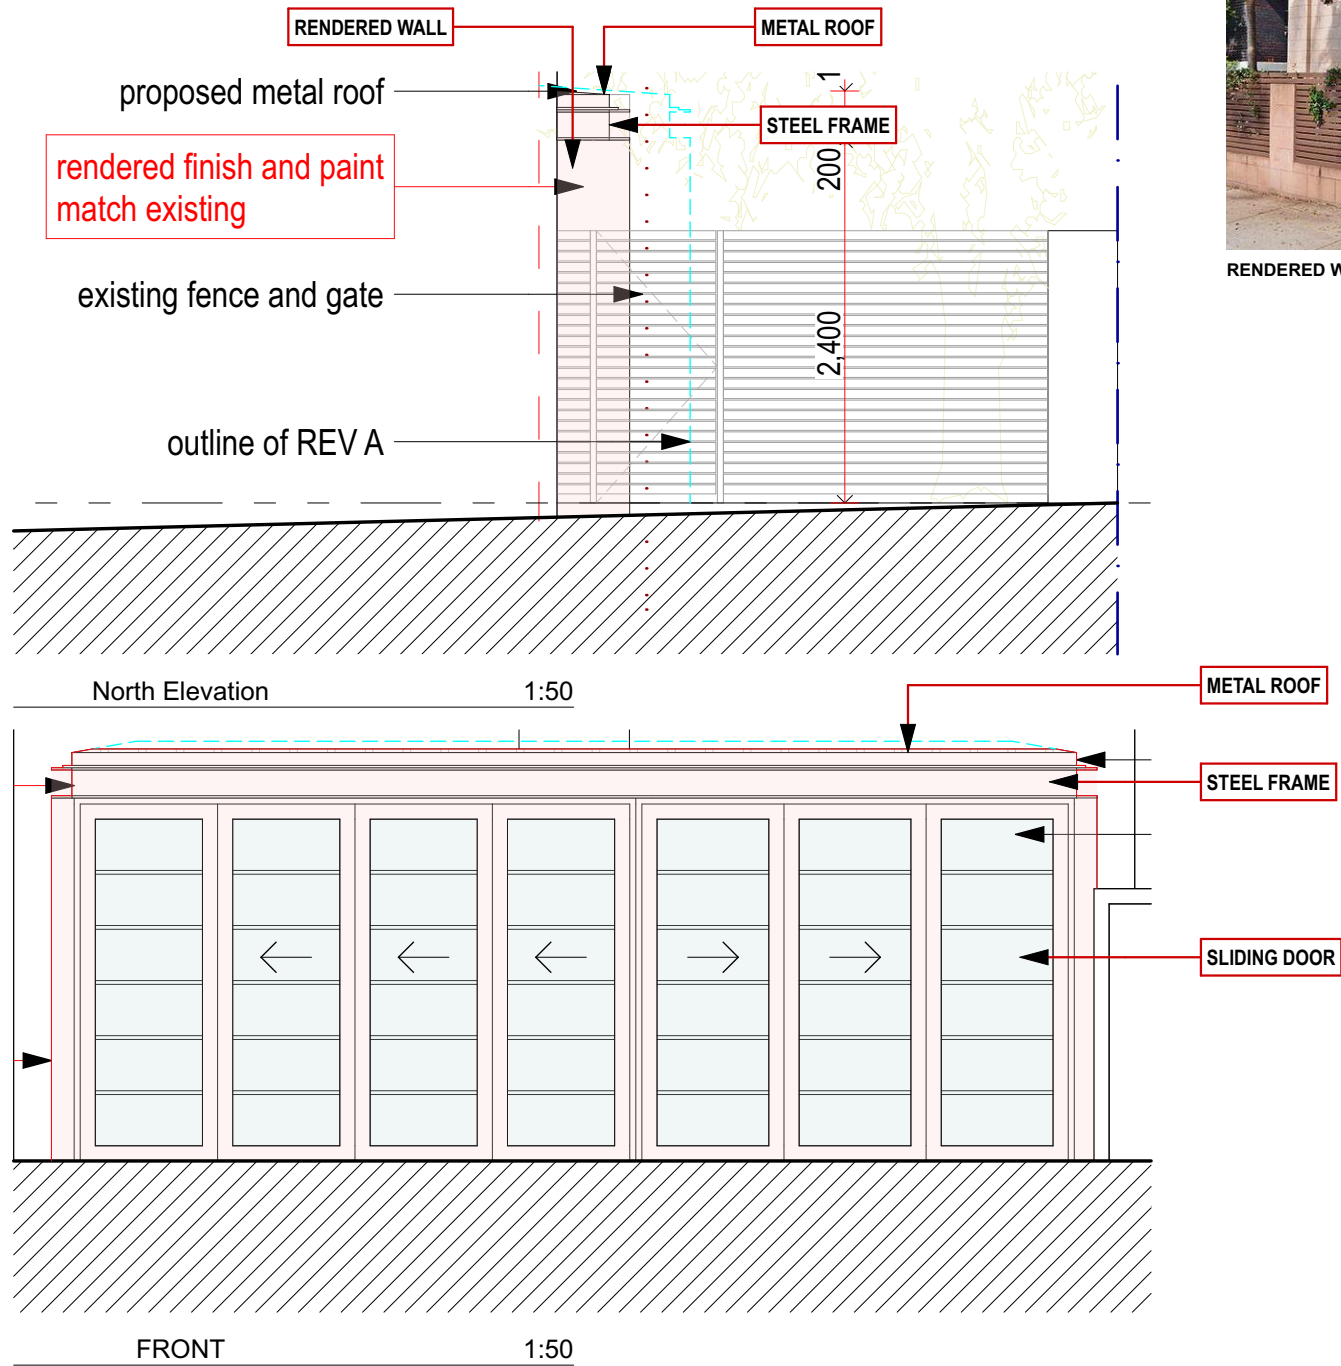 RENDERED WALL
METAL ROOF
proposed metal roof
STEEL FRAME
rendered finish and paint
match existing
existing fence and gate
outline of REV A
1
200
2,400
RENDERED W
North Elevation 1:50
METAL ROOF
STEEL FRAME
SLIDING DOOR
FRONT 1:50